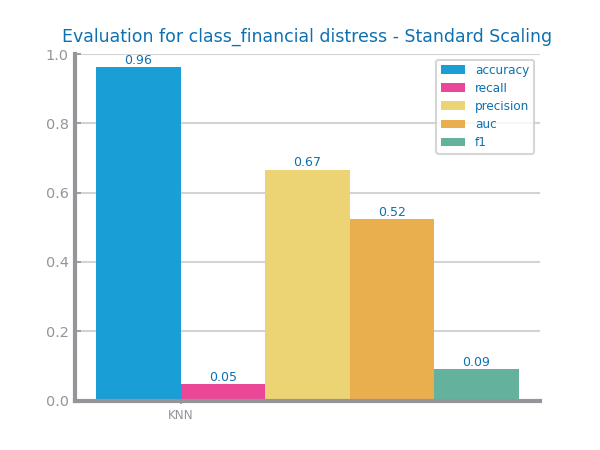 Evaluation for class_financial distress - Standard Scaling
1.0
0.8
0.6
0.4
0.2
0.0
0.96
0.05
0.67
0.52
0.09
accuracy
recall
precision
auc
f1
KNN